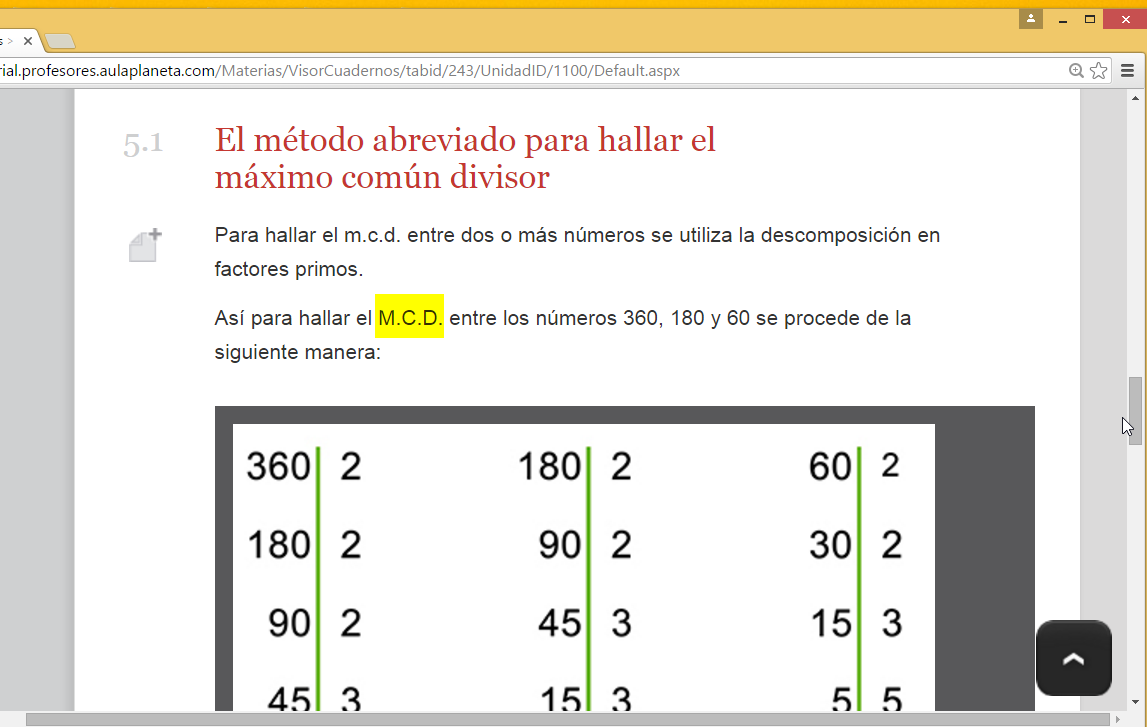 s >
ial.profesores.aulaplaneta.com/Materias/VisorCuadernos/tabid/243/UnidadID/1100/Default.aspx
5.1 El método abreviado para hallar el
máximo común divisor
Para hallar el m.c.d. entre dos o más números se utiliza la descomposición en
factores primos.
Así para hallar el M.C.D. entre los números 360, 180 y 60 se procede de la
siguiente manera:
360 2 180 2 60 2
180 2 90 2 30 2
90 2 45 3 15 3
45 3 15 3 5 5